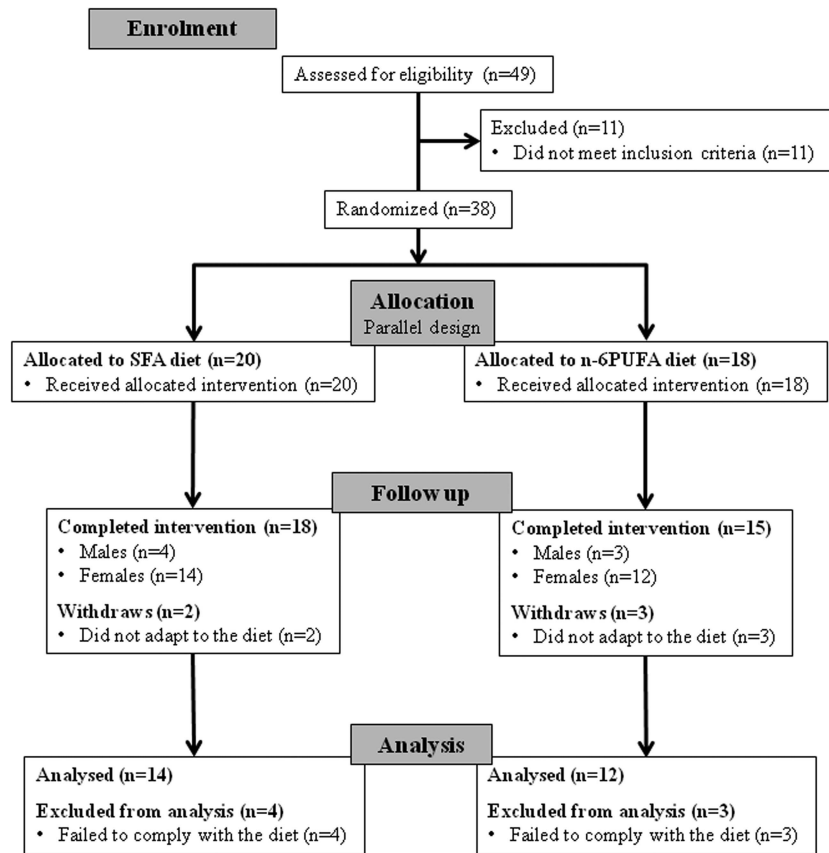 Enrolment
Assessed for eligibility (n=49)
Excluded (n=11)
• Did not meet inclusion criteria (n=11)
Randomized (n=38)
Allocation
Parallel design
Allocated to SFA diet (n=20)
• Received allocated intervention (n=20)
Allocated to n-6PUFA diet (n=18)
• Received allocated intervention (n=18)
Follow up
Completed intervention (n=18)
• Males (n=4)
• Females (n=14)
Withdraws (n=2)
• Did not adapt to the diet (n=2)
Completed intervention (n=15)
• Males (n=3)
• Females (n=12)
Withdraws (n=3)
• Did not adapt to the diet (n=3)
Analysis
Analysed (n=14)
Excluded from analysis (n=4)
• Failed to comply with the diet (n=4)
Analysed (n=12)
Excluded from analysis (n=3)
• Failed to comply with the diet (n=3)